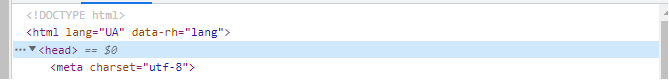 <!DOCTYPE html>
<html lang="UA" data-rh="lang">
··· ▼<head> == $0
<meta charset="utf-8">